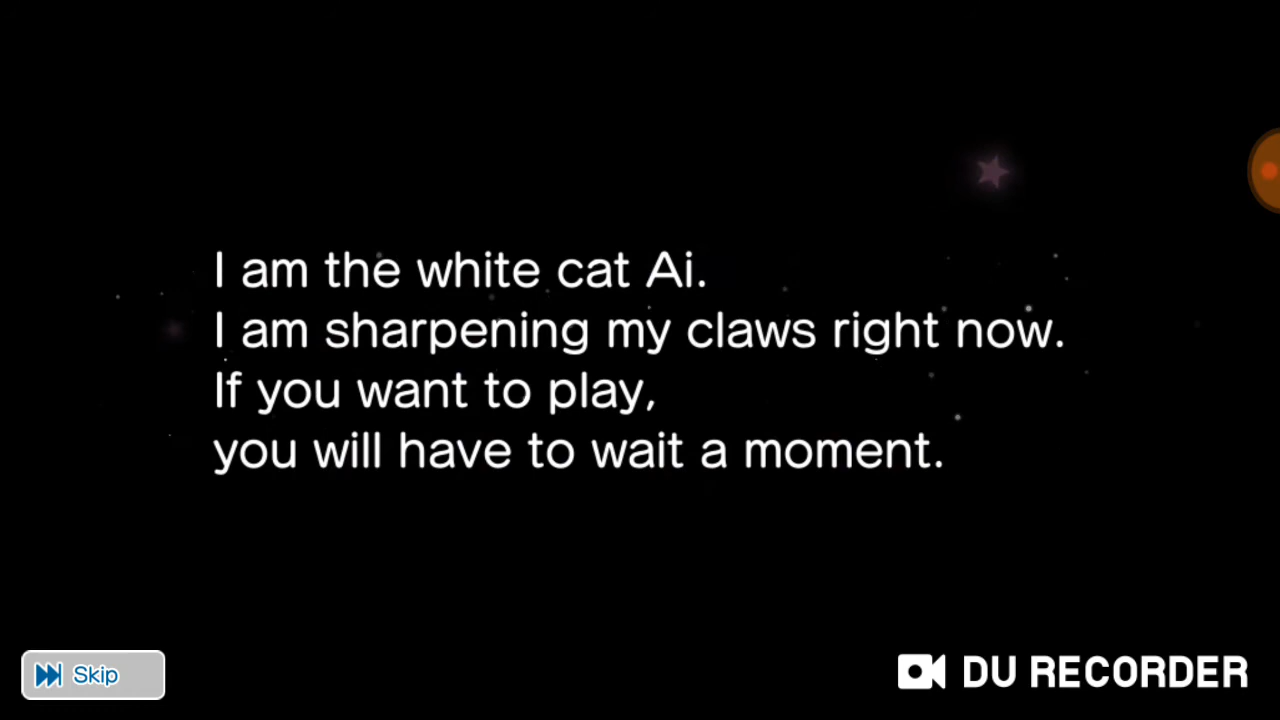 I am the white cat Ai.
I am sharpening my claws right now.
If you want to play,
you will have to wait a moment.
Skip
DU RECORDER